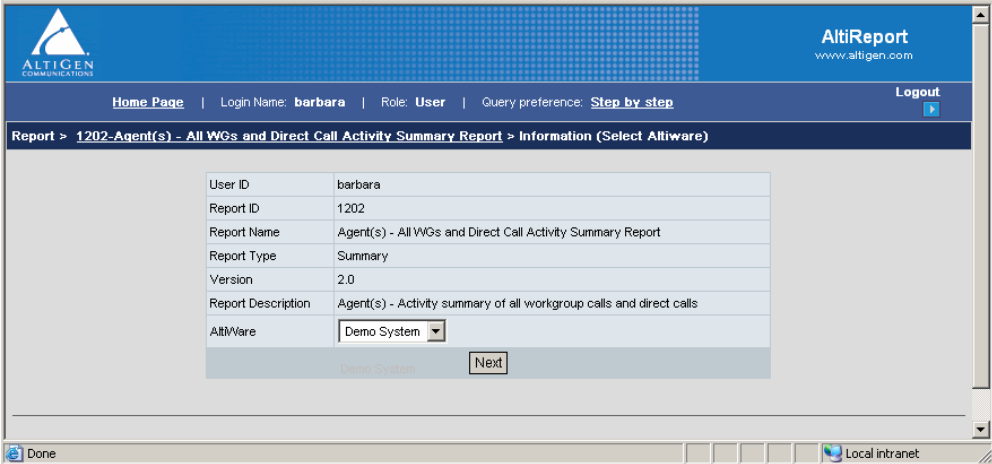 ALTIGEN
COMMUNICATIONS
AltiReport
www.altigen.com
Home Page | Login Name: barbara | Role: User | Query preference: Step by step
Logout
Report > 1202-Agent(s) - All WGs and Direct Call Activity Summary Report > Information (Select Altiware)
User ID barbara
Report ID 1202
Report Name Agent(s) - All WGs and Direct Call Activity Summary Report
Report Type Summary
Version 2.0
Report Description Agent(s) - Activity summary of all workgroup calls and direct calls
AltiWare Demo System
Demo System
Next
Done
Local intranet